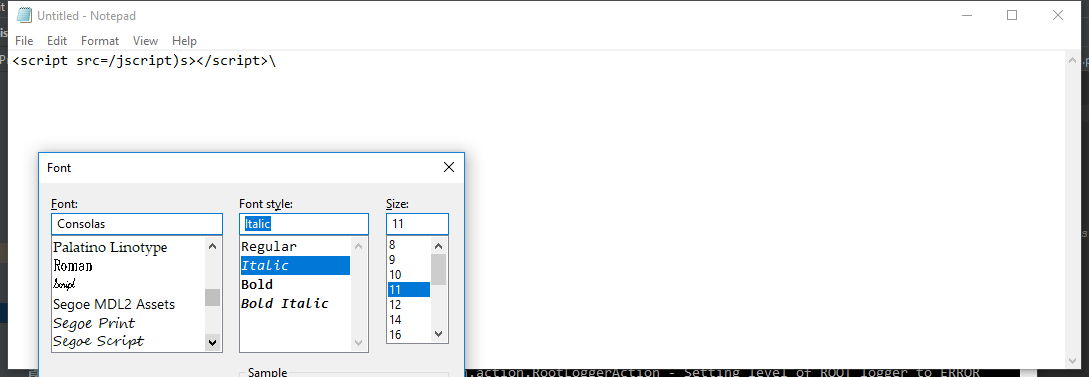 Untitled - Notepad
File Edit Format View Help
<script src=/jscript)s></script>\
Font
Font: Font style: Size:
Consolas Italic 11
Palatino Linotype
Roman
Script
Segoe MDL2 Assets
Segoe Print
Segoe Script
Regular
Italic
Bold
Bold Italic
8
9
10
11
12
14
16
Sample
.action.RootLoggerAction - Setting level of ROOT logger to ERROR